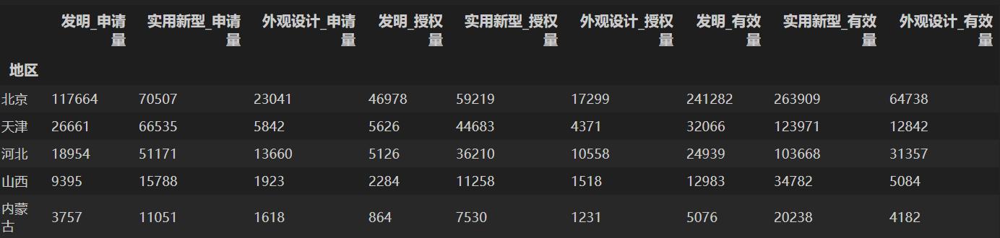 发明_申请量 实用新型_申请量 外观设计_申请量 发明_授权量 实用新型_授权量 外观设计_授权量 发明_有效量 实用新型_有效量 外观设计_有效量
地区
北京 117664 70507 23041 46978 59219 17299 241282 263909 64738
天津 26661 66535 5842 5626 44683 4371 32066 123971 12842
河北 18954 51171 13660 5126 36210 10558 24939 103668 31357
山西 9395 15788 1923 2284 11258 1518 12983 34782 5084
内蒙古 3757 11051 1618 864 7530 1231 5076 20238 4182